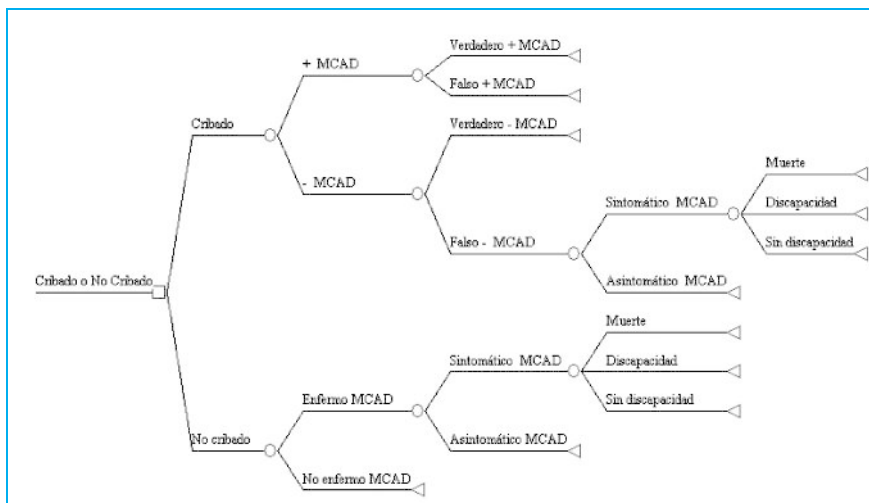 Verdadero + MCAD
+ MCAD
Falso + MCAD
Cribado
Verdadero - MCAD
- MCAD
Muerte
Sintomático MCAD
Discapacidad
Falso - MCAD
Sin discapacidad
Cribado o No Cribado
Asintomático MCAD
Muerte
Sintomático MCAD
Discapacidad
Enfermo MCAD
Sin discapacidad
No cribado
Asintomático MCAD
No enfermo MCAD